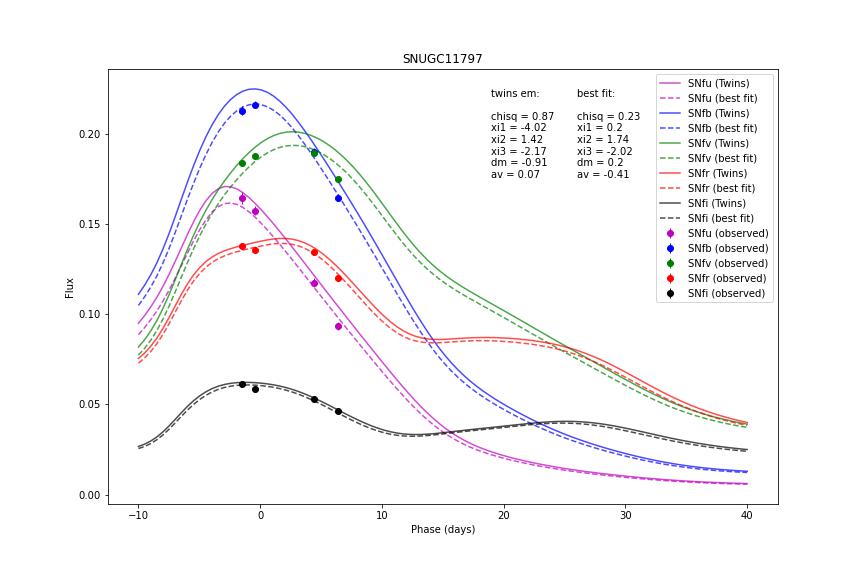 SNUGC11797
twins em:
chisq = 0.87
xi1 = -4.02
xi2 = 1.42
xi3 = -2.17
dm = -0.91
av = 0.07
best fit:
chisq = 0.23
xi1 = 0.2
xi2 = 1.74
xi3 = -2.02
dm = 0.2
av = -0.41
SNfu (Twins)
SNfu (best fit)
SNfb (Twins)
SNfb (best fit)
SNfv (Twins)
SNfv (best fit)
SNfr (Twins)
SNfr (best fit)
SNfi (Twins)
SNfi (best fit)
SNfu (observed)
SNfb (observed)
SNfv (observed)
SNfr (observed)
SNfi (observed)
Flux
0.20
0.15
0.10
0.05
0.00
−10
0
10
20
30
40
Phase (days)